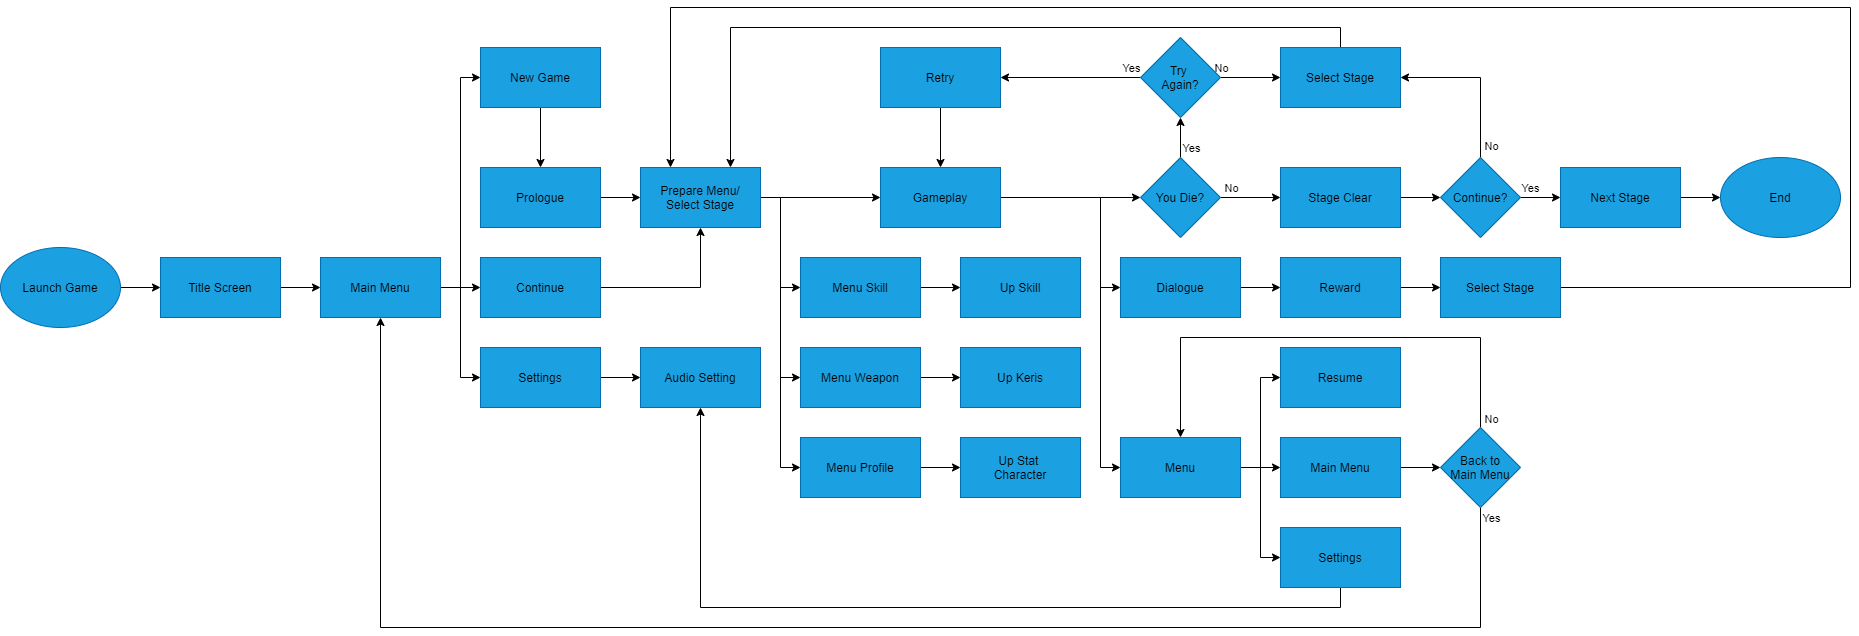 New Game
Retry
Yes
Try
Again?
No
Select Stage
Yes
No
Prologue
Prepare Menu/
Select Stage
Gameplay
You Die?
No
Stage Clear
Continue?
Yes
Next Stage
End
Launch Game
Title Screen
Main Menu
Continue
Menu Skill
Up Skill
Dialogue
Reward
Select Stage
Settings
Audio Setting
Menu Weapon
Up Keris
Resume
No
Menu Profile
Up Stat
Character
Menu
Main Menu
Back to
Main Menu
Yes
Settings